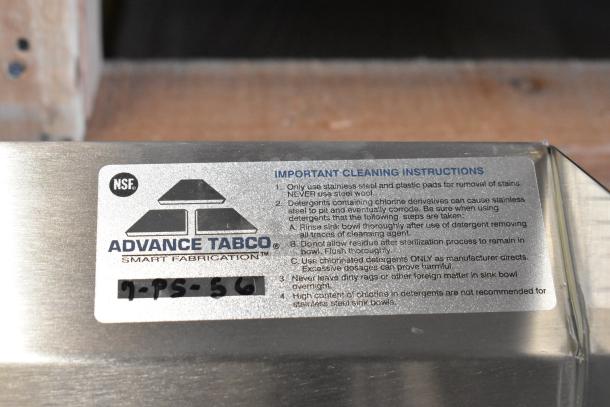 NSF®
ADVANCE TABCO®
SMART FABRICATION™
7-PS-56
IMPORTANT CLEANING INSTRUCTIONS
1. Only use stainless steel and plastic pads for removal of stains.
NEVER use steel wool.
2. Detergents containing chlorine derivatives can cause stainless
steel to pit and eventually corrode. Be sure when using
detergents that the following steps are taken:
A. Rinse sink bowl thoroughly after use of detergent removing
all traces of cleansing agent.
B. Do not allow residue after sterilization process to remain in
bowl. Flush thoroughly.
C. Use chlorinated detergents ONLY as manufacturer directs.
Excessive dosages can prove harmful.
3. Never leave dirty rags or other foreign matter in sink bowl
overnight.
4. High content of chlorine in detergents are not recommended for
stainless steel sink bowls.